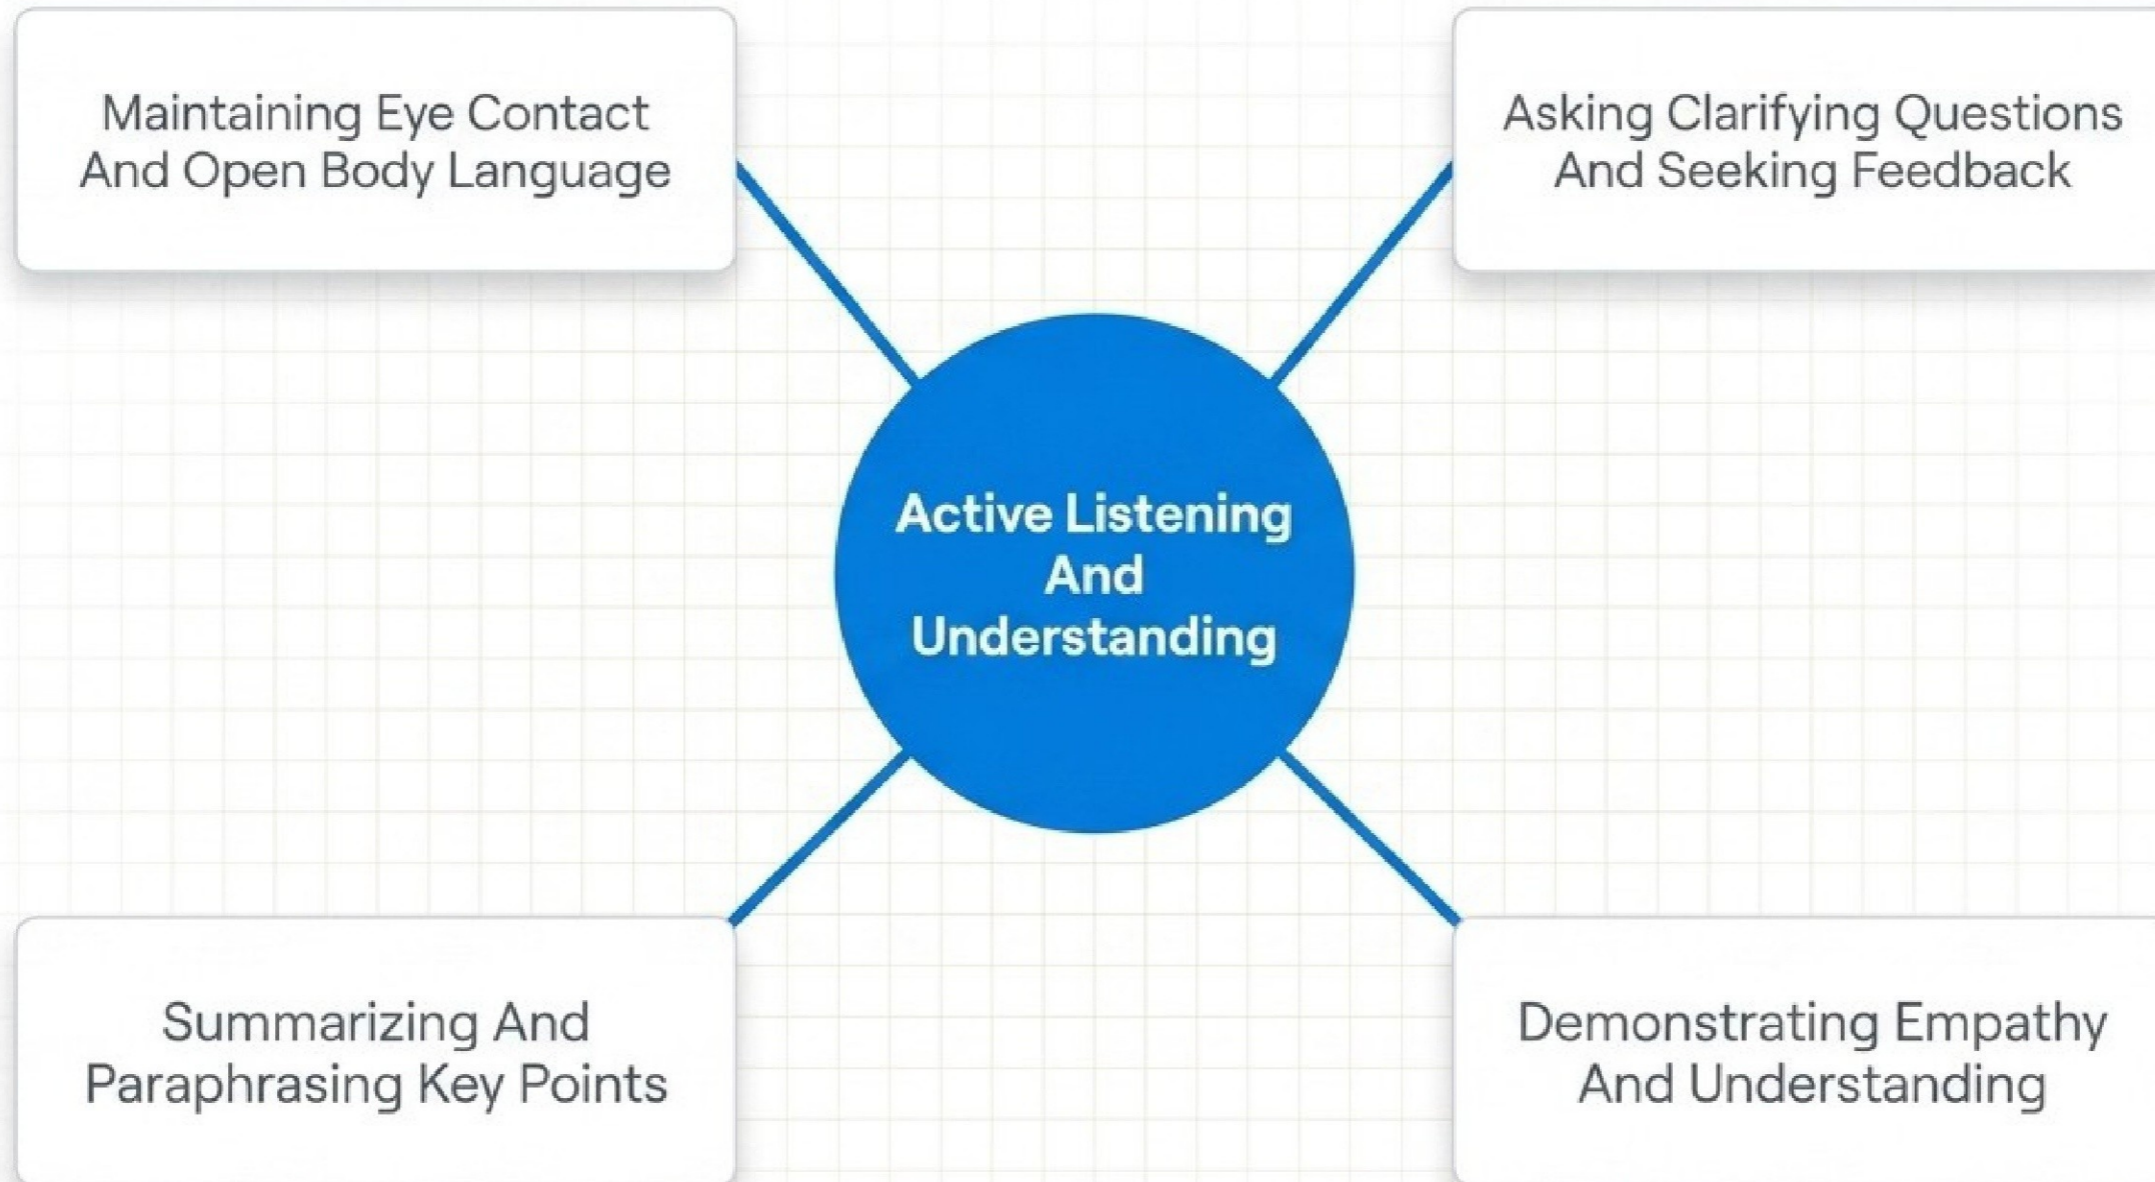 Maintaining Eye Contact
And Open Body Language
Asking Clarifying Questions
And Seeking Feedback
Active Listening
And
Understanding
Summarizing And
Paraphrasing Key Points
Demonstrating Empathy
And Understanding